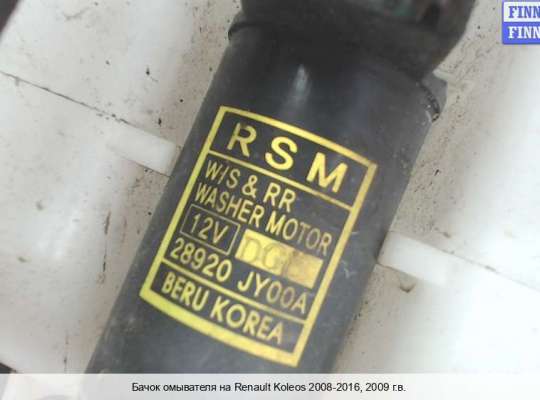 FINN
FINN
RSM
W/S & RR
WASHER MOTOR
12V
28920 JY00A
BERU KOREA
Бачок омывателя на Renault Koleos 2008-2016, 2009 г.в.